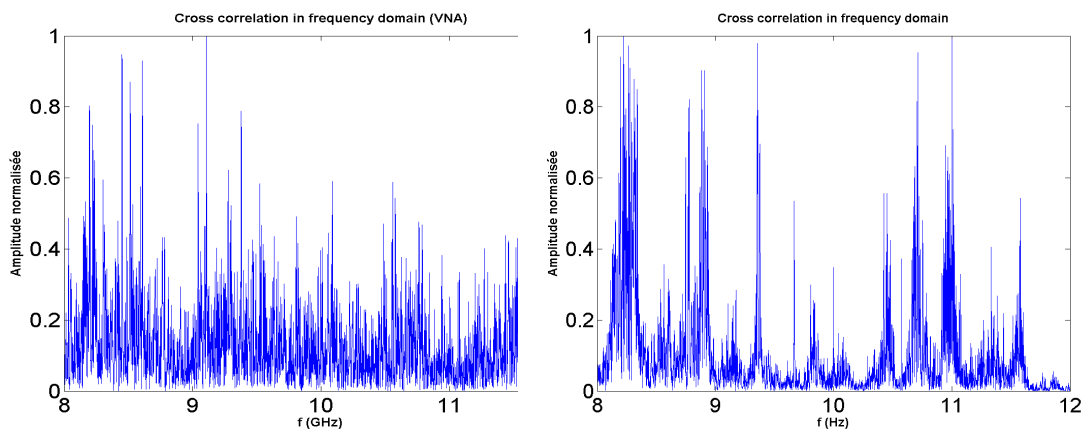 Cross correlation in frequency domain (VNA)
1
0.8
0.6
0.4
0.2
0
8 9 10 11
f (GHz)
Amplitude normalisée
Cross correlation in frequency domain
1
0.8
0.6
0.4
0.2
0
8 9 10 11 12
f (Hz)
Amplitude normalisée